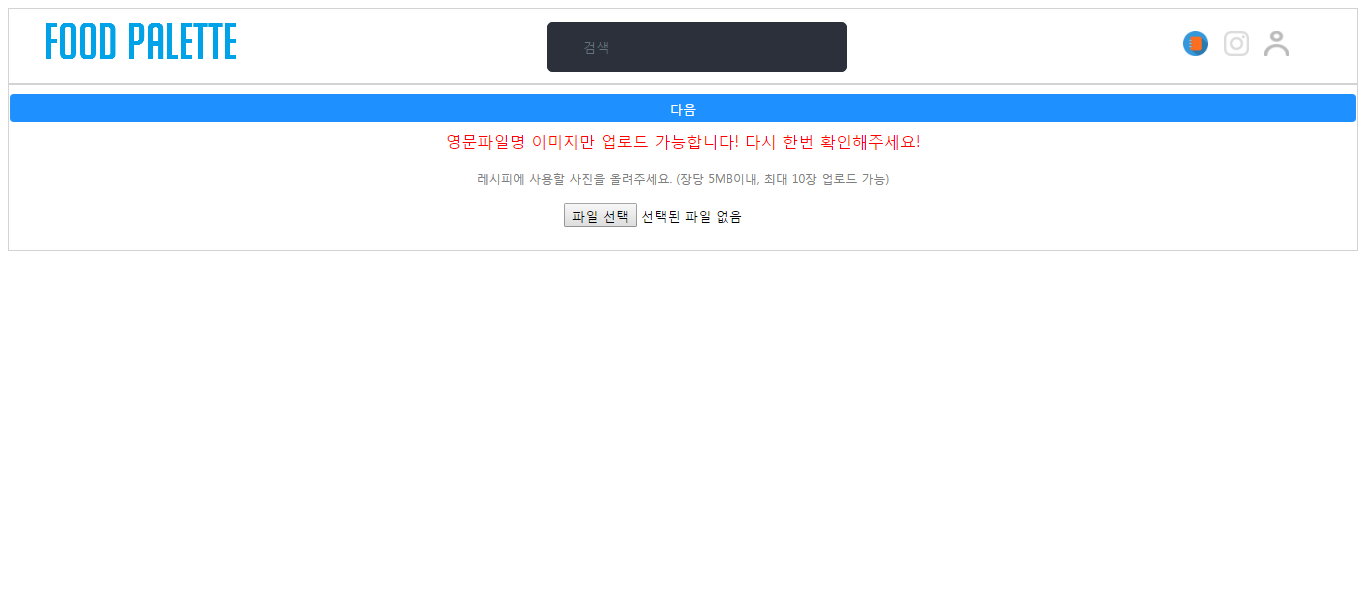 FOOD PALETTE
검색
다음
영문파일명 이미지만 업로드 가능합니다! 다시 한번 확인해주세요!
레시피에 사용할 사진을 올려주세요. (장당 5MB이내, 최대 10장 업로드 가능)
파일 선택 선택된 파일 없음